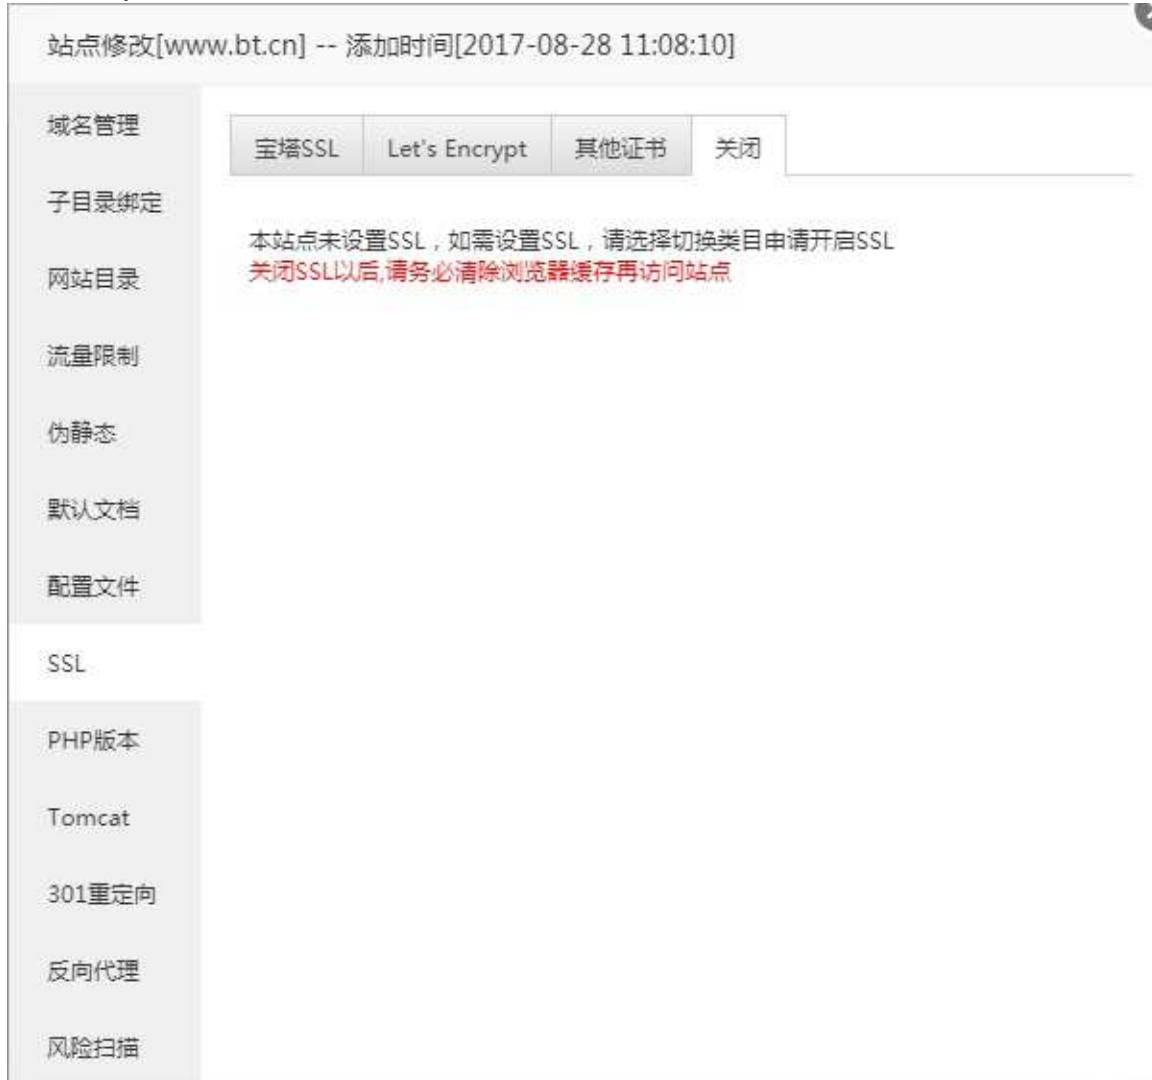 站点修改[www.bt.cn] -- 添加时间[2017-08-28 11:08:10]
域名管理
子目录绑定
网站目录
流量限制
伪静态
默认文档
配置文件
SSL
PHP版本
Tomcat
301重定向
反向代理
风险扫描
宝塔SSL
Let's Encrypt
其他证书
关闭
本站点未设置SSL，如需设置SSL，请选择切换类目申请开启SSL
关闭SSL以后,请务必清除浏览器缓存再访问站点